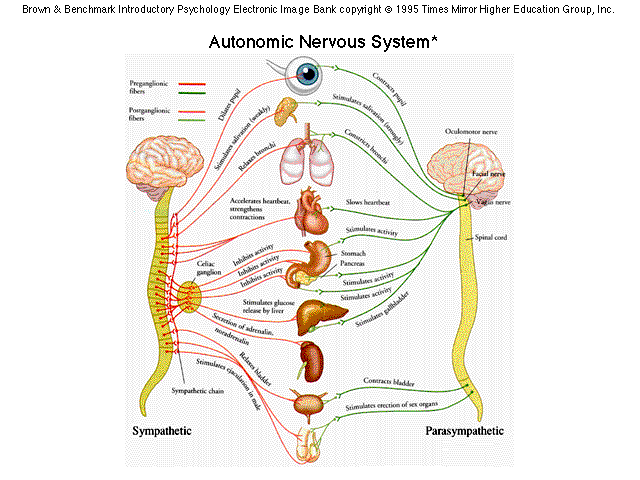 Brown & Benchmark Introductory Psychology Electronic Image Bank copyright © 1995 Times Mirror Higher Education Group, Inc.
Autonomic Nervous System*
Preganglionic
fibers
Postganglionic
fibers
Dilates pupil
Stimulates salivation (weakly)
Relaxes bronchi
Accelerates heartbeat,
strengthens
contractions
Celiac
ganglion
Inhibits activity
Inhibits activity
Inhibits activity
Stimulates glucose
release by liver
Secretion of adrenalin,
noradrenalin
Relaxes bladder
Stimulates ejaculation in male
Sympathetic chain
Sympathetic
Stomach
Pancreas
Constricts pupil
Stimulates salivation (strongly)
Constricts bronchi
Oculomotor nerve
Facial nerve
Vagus nerve
Spinal cord
Slows heartbeat
Stimulates activity
Stimulates activity
Stimulates activity
Stimulates gallbladder
Contracts bladder
Stimulates erection of sex organs
Parasympathetic